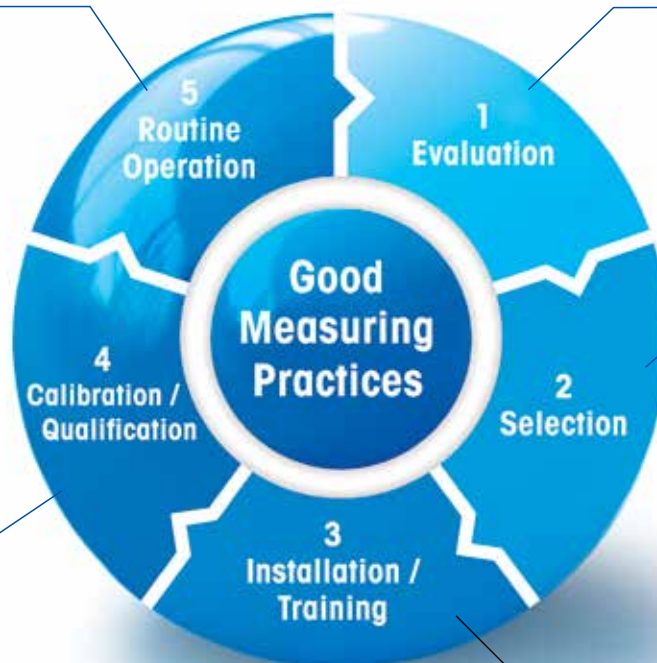 Good
Measuring
Practices
1
Evaluation
2
Selection
3
Installation /
Training
4
Calibration /
Qualification
5
Routine
Operation